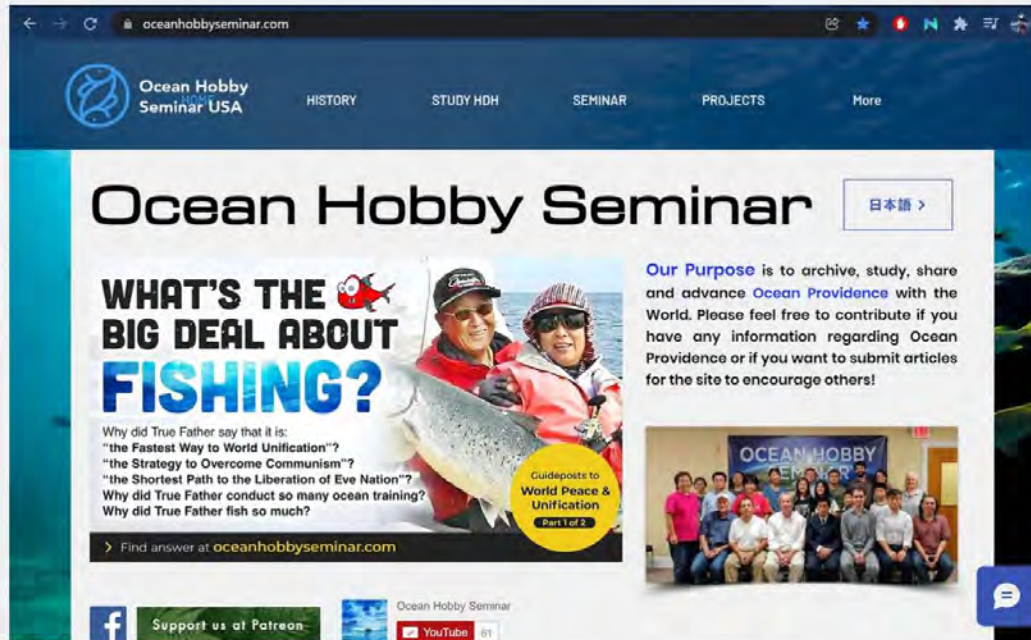 oceanhobbyseminar.com
Ocean Hobby
Seminar USA
HOME
HISTORY
STUDY HDH
SEMINAR
PROJECTS
More
Ocean Hobby Seminar
日本語 >
WHAT'S THE
BIG DEAL ABOUT
FISHING?
Why did True Father say that it is:
"the Fastest Way to World Unification"?
"the Strategy to Overcome Communism"?
"the Shortest Path to the Liberation of Eve Nation"?
Why did True Father conduct so many ocean training?
Why did True Father fish so much?
Guideposts to
World Peace &
Unification
Part 1 of 2
> Find answer at oceanhobbyseminar.com
Our Purpose is to archive, study, share
and advance Ocean Providence with the
World. Please feel free to contribute if you
have any information regarding Ocean
Providence or if you want to submit articles
for the site to encourage others!
OCEAN HOBBY
SEMINAR
Support us at Patreon
Ocean Hobby Seminar
YouTube 61